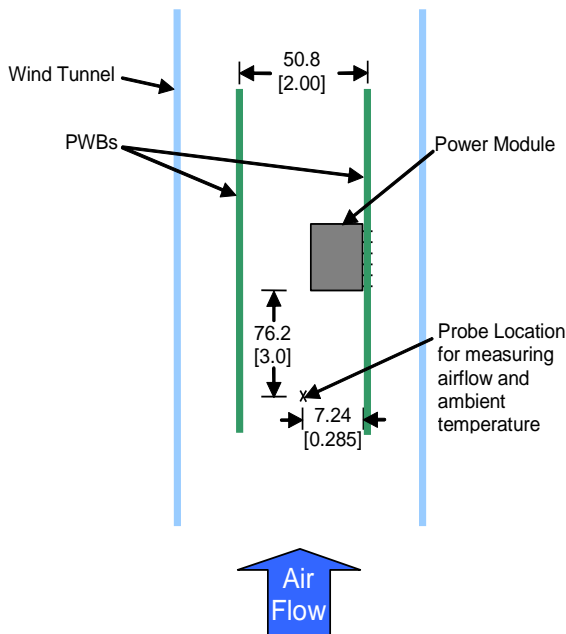 50.8
[2.00]
Wind Tunnel
PWBs
Power Module
76.2
[3.0]
Probe Location
for measuring
airflow and
ambient
temperature
x
7.24
[0.285]
Air
Flow